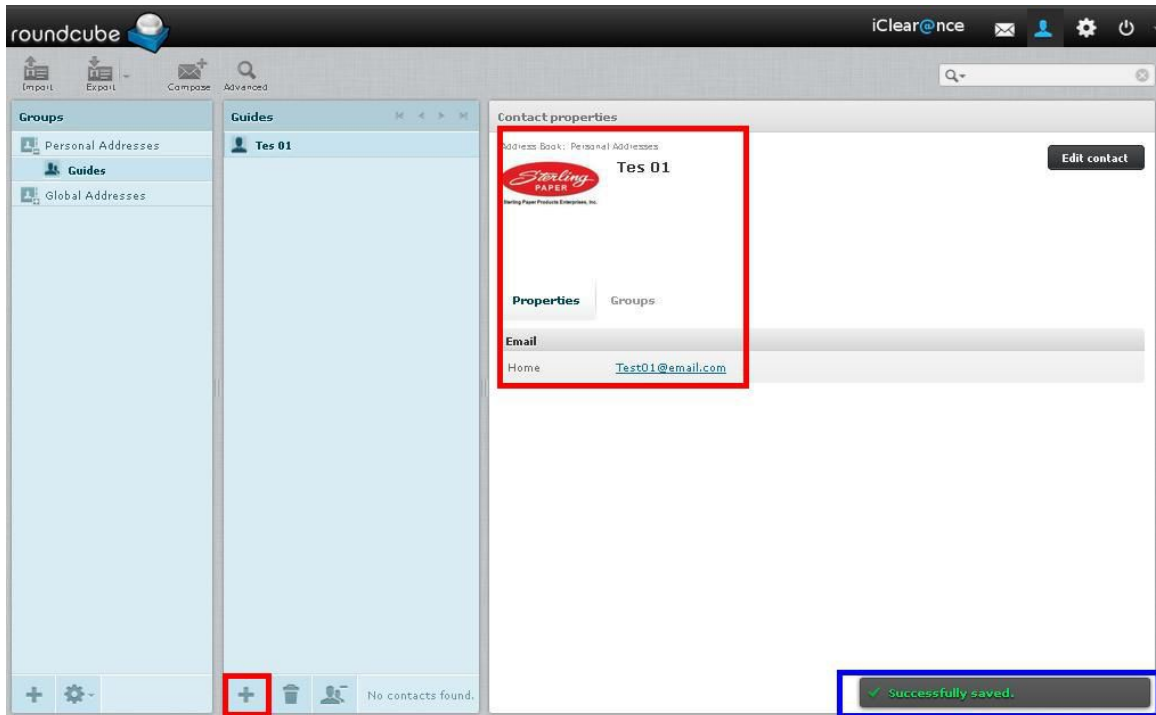 roundcube
iClear@nce
Import
Export
Compose
Advanced
Groups
Personal Addresses
Guides
Global Addresses
Guides
Tes 01
No contacts found.
Contact properties
Address Book: Personal Addresses
Sterling
PAPER
Sterling Paper Products Enterprises, Inc.
Tes 01
Edit contact
Properties Groups
Email
Home Test01@email.com
Successfully saved.